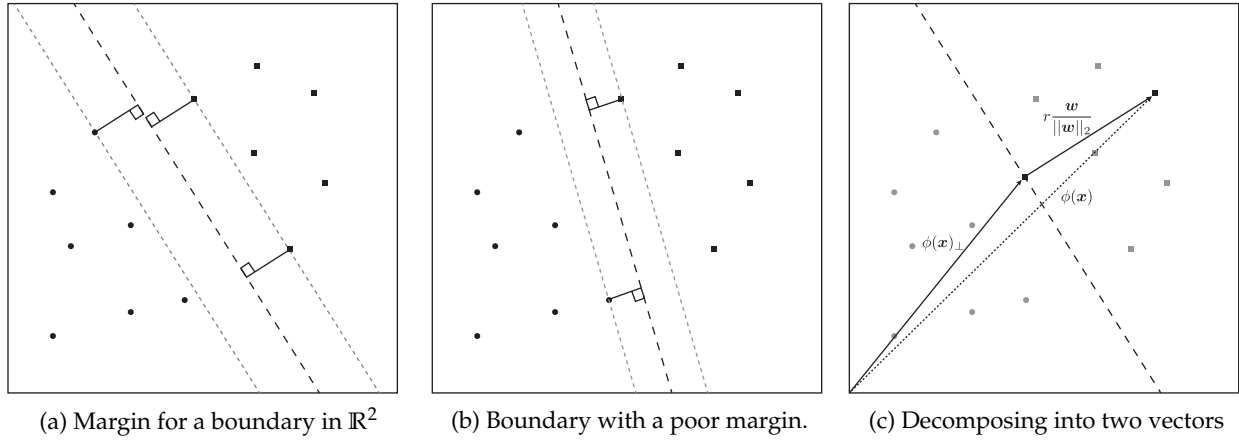 r w/||w||₂
ϕ(x)
ϕ(x)⊥
(a) Margin for a boundary in ℝ²
(b) Boundary with a poor margin.
(c) Decomposing into two vectors